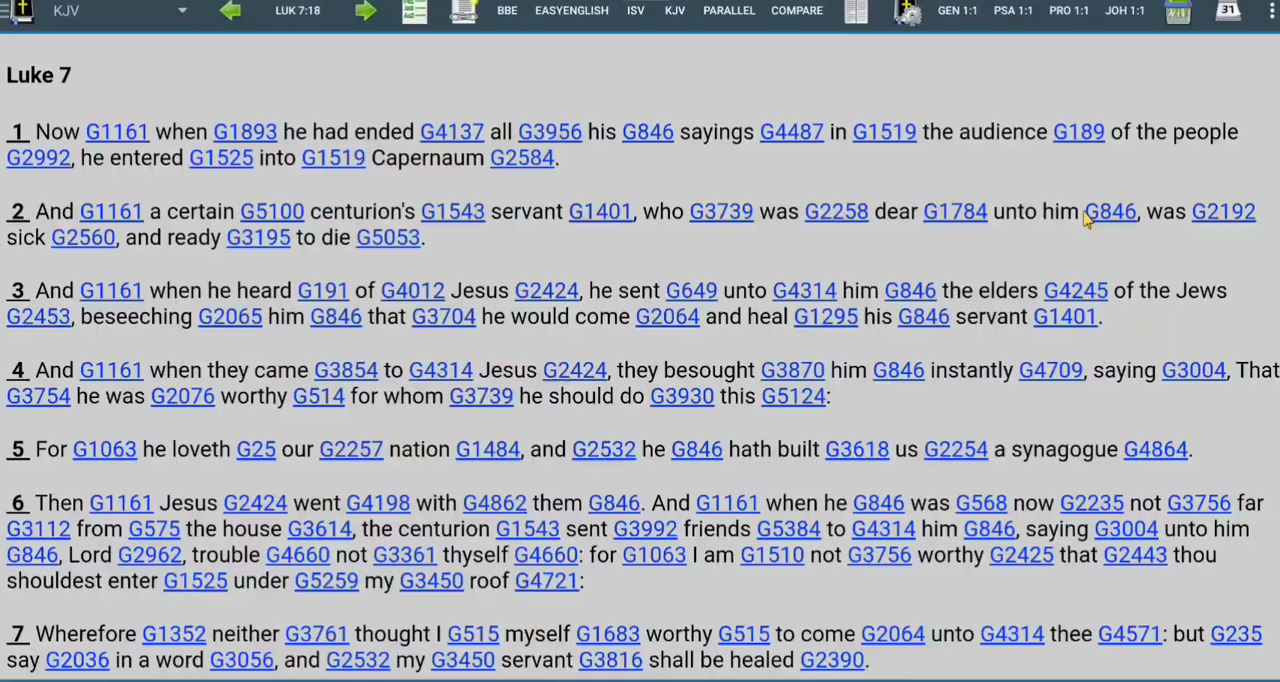 KJV LUK 7:18 BBE EASYENGLISH ISV KJV PARALLEL COMPARE GEN 1:1 PSA 1:1 PRO 1:1 JOH 1:1 31
Luke 7
1 Now G1161 when G1893 he had ended G4137 all G3956 his G846 sayings G4487 in G1519 the audience G189 of the people
G2992, he entered G1525 into G1519 Capernaum G2584.
2 And G1161 a certain G5100 centurion's G1543 servant G1401, who G3739 was G2258 dear G1784 unto him G846, was G2192
sick G2560, and ready G3195 to die G5053.
3 And G1161 when he heard G191 of G4012 Jesus G2424, he sent G649 unto G4314 him G846 the elders G4245 of the Jews
G2453, beseeching G2065 him G846 that G3704 he would come G2064 and heal G1295 his G846 servant G1401.
4 And G1161 when they came G3854 to G4314 Jesus G2424, they besought G3870 him G846 instantly G4709, saying G3004, That
G3754 he was G2076 worthy G514 for whom G3739 he should do G3930 this G5124:
5 For G1063 he loveth G25 our G2257 nation G1484, and G2532 he G846 hath built G3618 us G2254 a synagogue G4864.
6 Then G1161 Jesus G2424 went G4198 with G4862 them G846. And G1161 when he G846 was G568 now G2235 not G3756 far
G3112 from G575 the house G3614, the centurion G1543 sent G3992 friends G5384 to G4314 him G846, saying G3004 unto him
G846, Lord G2962, trouble G4660 not G3361 thyself G4660: for G1063 I am G1510 not G3756 worthy G2425 that G2443 thou
shouldest enter G1525 under G5259 my G3450 roof G4721:
7 Wherefore G1352 neither G3761 thought I G515 myself G1683 worthy G515 to come G2064 unto G4314 thee G4571: but G235
say G2036 in a word G3056, and G2532 my G3450 servant G3816 shall be healed G2390.